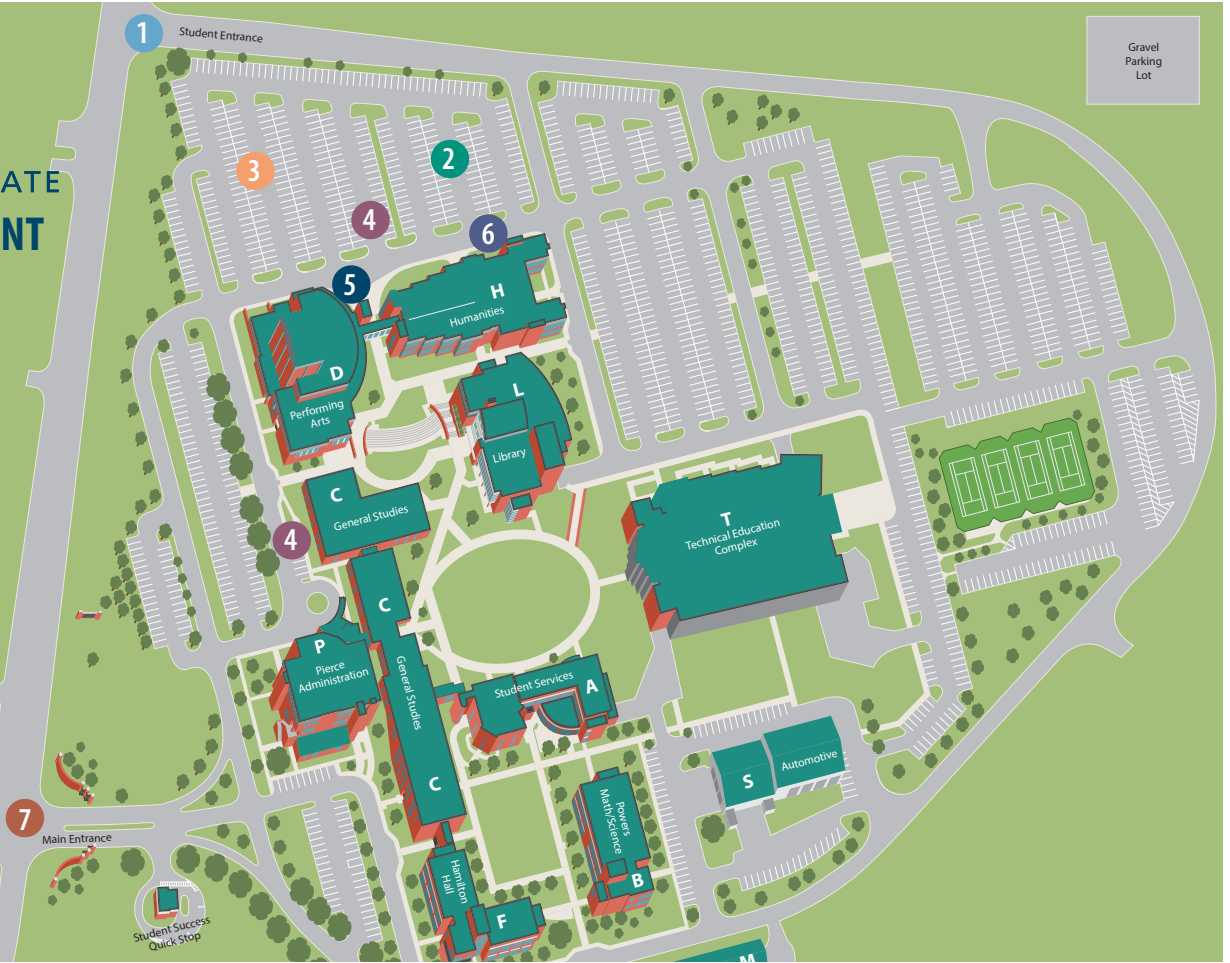 1
Student Entrance
Gravel
Parking
Lot
2
3
ATE
NT
4
6
5
H
Humanities
D
Performing
Arts
L
Library
C
General Studies
4
T
Technical Education
Complex
C
P
Pierce
Administration
General Studies
Student Services
A
C
S
Automotive
Powers
Math/Science
B
7
Main Entrance
Hamilton
Hall
F
Student Success
Quick Stop
M